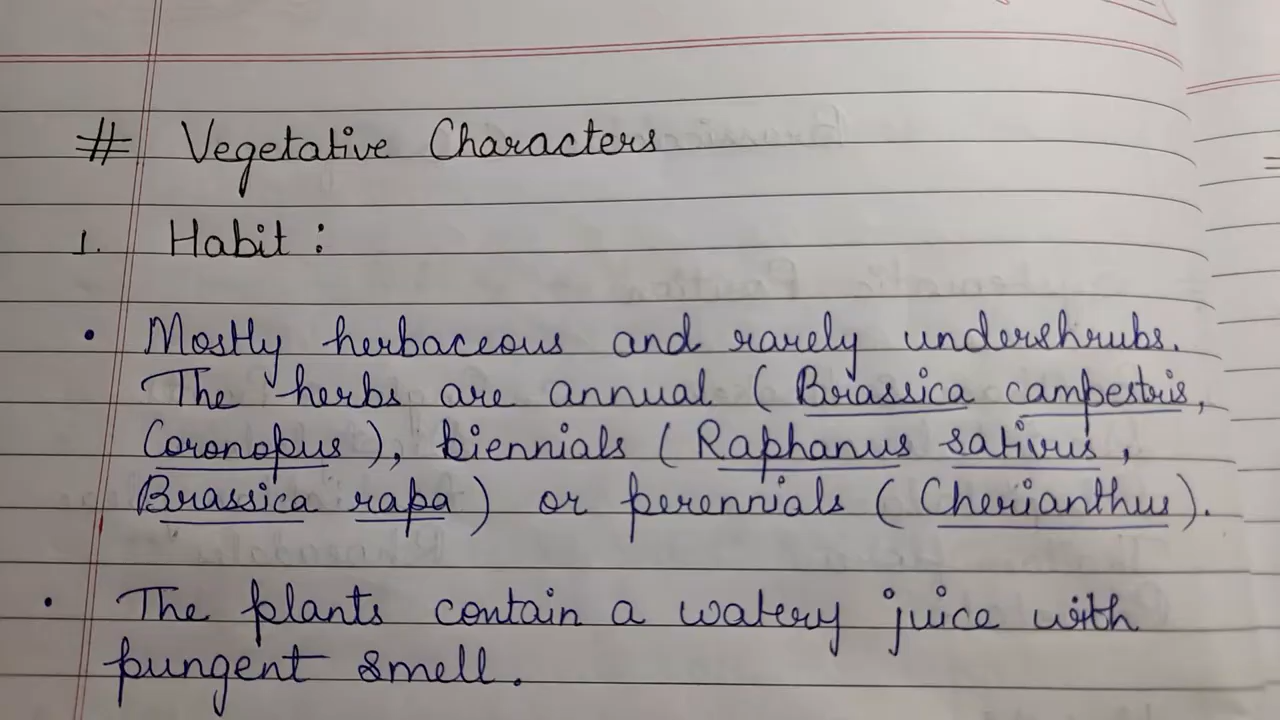 # Vegetative Characters
1. Habit :
• Mostly herbaceous and rarely undershrubs.
The herbs are annual ( Brassica campestris,
Coronopus ), biennials ( Raphanus sativus ,
Brassica rapa ) or perennials ( Cherianthus ).
• The plants contain a watery juice with
pungent smell.